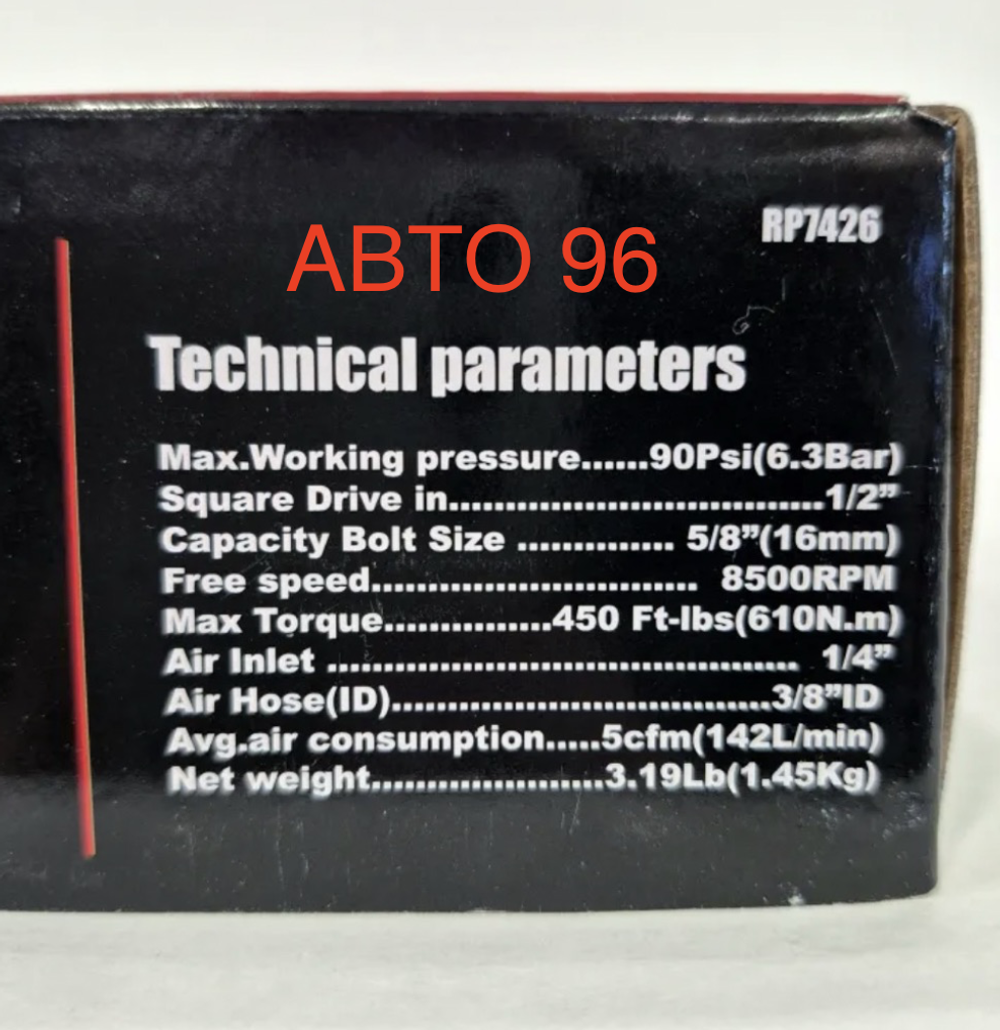 RP7426
АВТО 96
Technical parameters
Max.Working pressure......90Psi(6.3Bar)
Square Drive in..................................1/2”
Capacity Bolt Size .............. 5/8”(16mm)
Free speed............................. 8500RPM
Max Torque...............450 Ft-lbs(610N.m)
Air Inlet .......................................... 1/4”
Air Hose(ID)..................................3/8”ID
Avg.air consumption.....5cfm(142L/min)
Net weight.....................3.19Lb(1.45Kg)